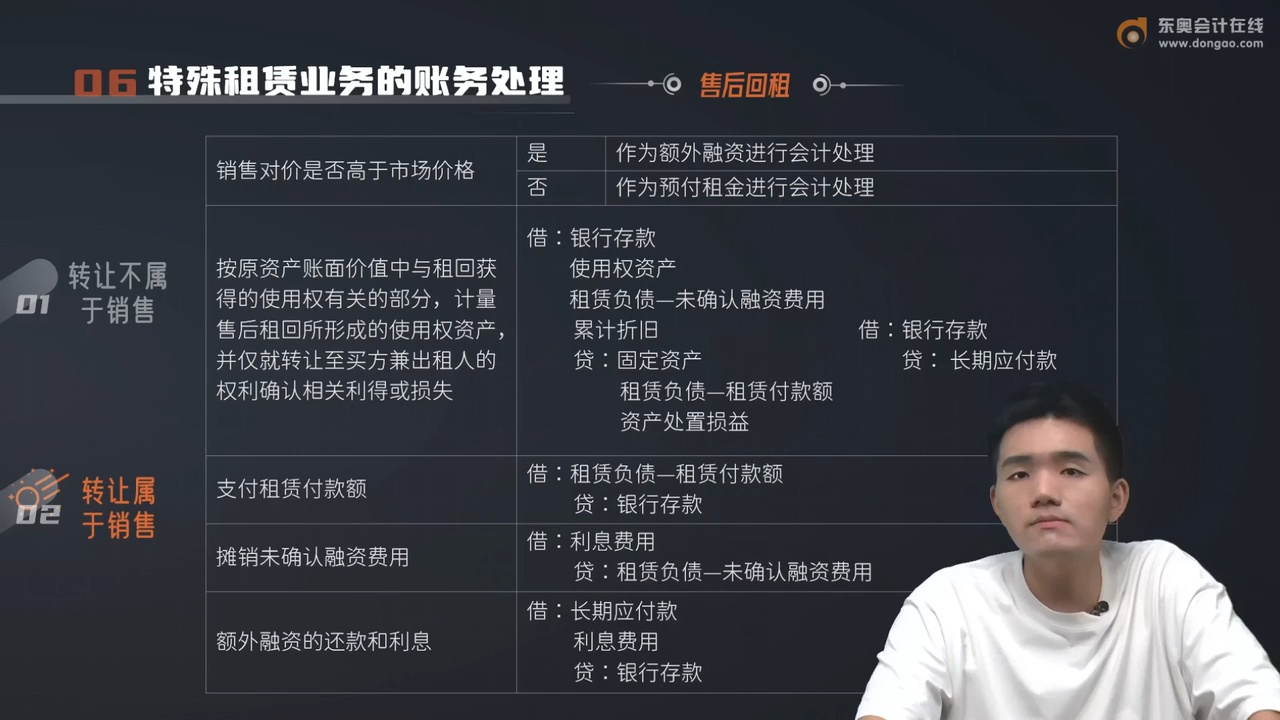 东奥会计在线
www.dongao.com
06 特殊租赁业务的账务处理
售后回租
01 转让不属
于销售
02 转让属
于销售
销售对价是否高于市场价格
是 作为额外融资进行会计处理
否 作为预付租金进行会计处理
按原资产账面价值中与租回获
得的使用权有关的部分，计量
售后租回所形成的使用权资产，
并仅就转让至买方兼出租人的
权利确认相关利得或损失
借：银行存款
使用权资产
租赁负债—未确认融资费用
累计折旧
贷：固定资产
租赁负债—租赁付款额
资产处置损益
借：银行存款
贷： 长期应付款
支付租赁付款额
借：租赁负债—租赁付款额
贷：银行存款
摊销未确认融资费用
借：利息费用
贷：租赁负债—未确认融资费用
额外融资的还款和利息
借：长期应付款
利息费用
贷：银行存款